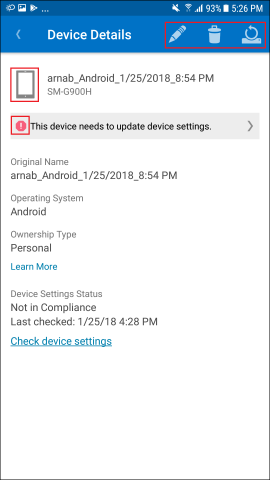 93% 5:26 PM
Device Details
arnab_Android_1/25/2018_8:54 PM
SM-G900H
This device needs to update device settings.
Original Name
arnab_Android_1/25/2018_8:54 PM
Operating System
Android
Ownership Type
Personal
Learn More
Device Settings Status
Not in Compliance
Last checked: 1/25/18 4:28 PM
Check device settings